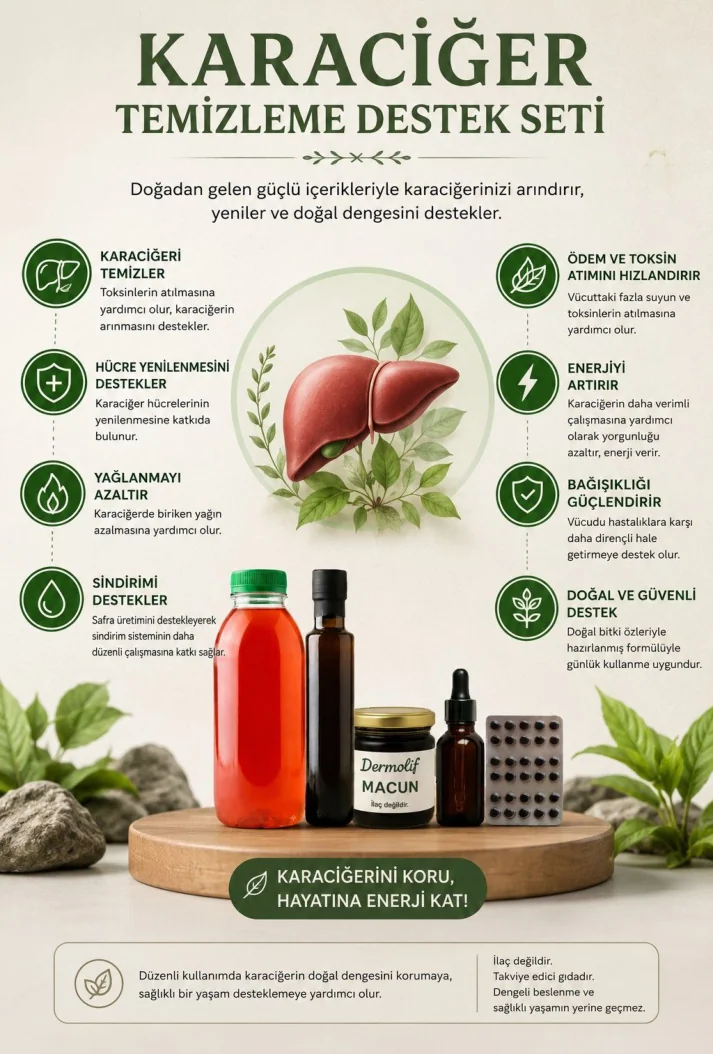 KARACİĞER
TEMİZLEME DESTEK SETİ
Doğadan gelen güçlü içerikleriyle karaciğerinizi arındırır,
yeniler ve doğal dengesini destekler.
KARACİĞERİ
TEMİZLER
Toksinlerin atılmasına
yardımcı olur, karaciğerin
arınmasını destekler.
HÜCRE YENİLENMESİNİ
DESTEKLER
Karaciğer hücrelerinin
yenilenmesine katkıda
bulunur.
YAĞLANMAYI
AZALTIR
Karaciğerde biriken yağın
azalmasına yardımcı olur.
SİNDİRİMİ
DESTEKLER
Safra üretimini destekleyerek
sindirim sisteminin daha
düzenli çalışmasına katkı sağlar.
ÖDEM VE TOKSİN
ATIMINI HIZLANDIRIR
Vücuttaki fazla suyun ve
toksinlerin atılmasına
yardımcı olur.
ENERJİYİ
ARTIRIR
Karaciğerin daha verimli
çalışmasına yardımcı
olarak yorgunluğu
azaltır, enerji verir.
BAĞIŞIKLIĞI
GÜÇLENDİRİR
Vücudu hastalıklara karşı
daha dirençli hale
getirmeye destek olur.
DOĞAL VE GÜVENLİ
DESTEK
Doğal bitki özleriyle
hazırlanmış formülüyle
günlük kullanıme uygundur.
Dermolif
MACUN
İlaç değildir.
KARACİĞERİNİ KORU,
HAYATINA ENERJİ KAT!
Düzenli kullanımda karaciğerin doğal dengesini korumaya,
sağlıklı bir yaşam desteklemeye yardımcı olur.
İlaç değildir.
Takviye edici gıdadır.
Dengeli beslenme ve
sağlıklı yaşamın yerine geçmez.